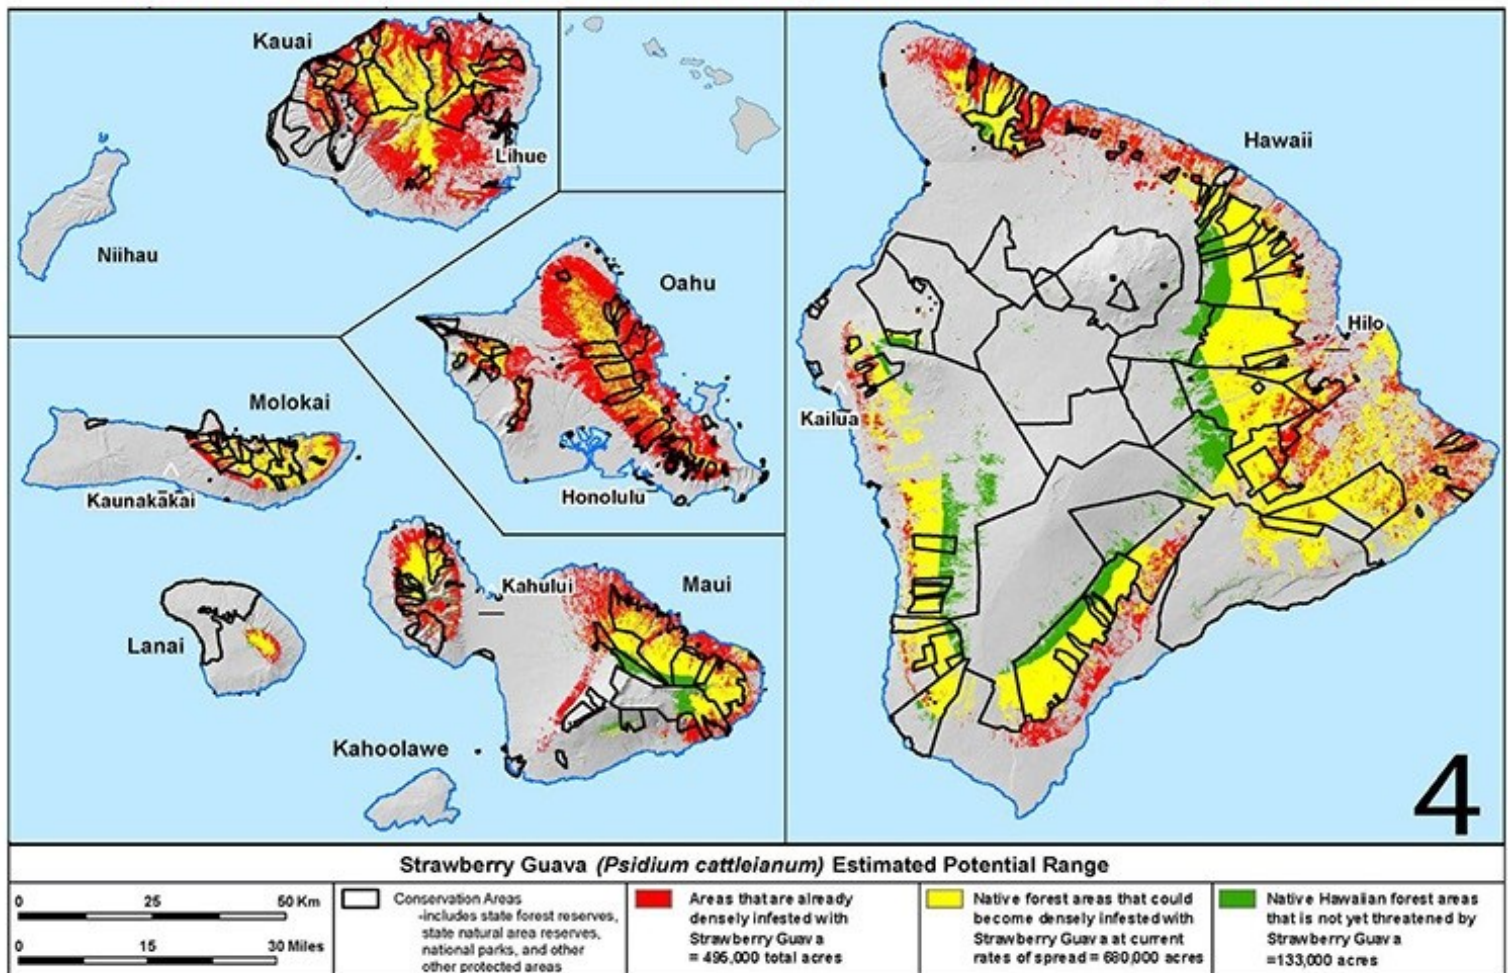 Kauai
Lihue
Niihau
Oahu
Honolulu
Molokai
Kaunakākai
Lanai
Kahului
Maui
Kahoolawe
Hawaii
Hilo
Kailua
4
Strawberry Guava (Psidium cattleianum) Estimated Potential Range
0 25 50 Km
0 15 30 Miles
Conservation Areas
-includes state forest reserves,
state natural area reserves,
national parks, and other
other protected areas
Areas that are already
densely infested with
Strawberry Guava
= 495,000 total acres
Native forest areas that could
become densely infested with
Strawberry Guava at current
rates of spread = 680,000 acres
Native Hawaiian forest areas
that is not yet threatened by
Strawberry Guava
=133,000 acres